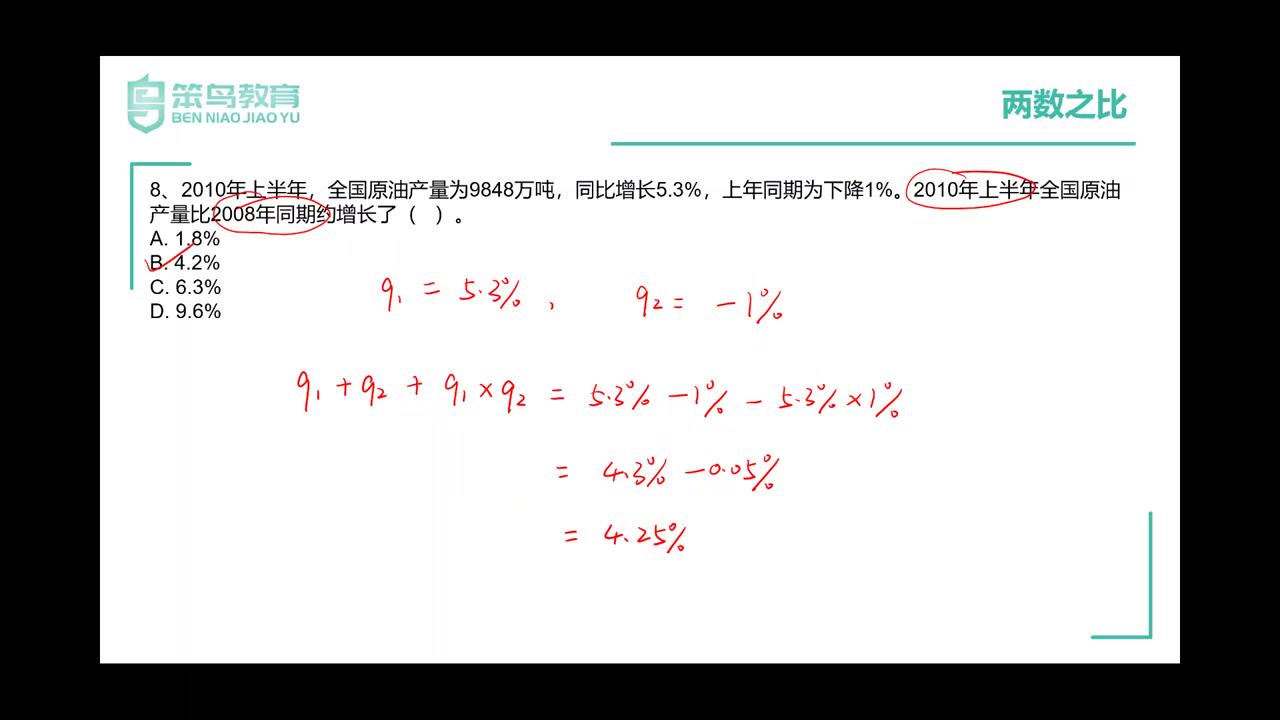 笨鸟教育
BEN NIAO JIAO YU
两数之比
8、2010年上半年，全国原油产量为9848万吨，同比增长5.3%，上年同期为下降1%。2010年上半年全国原油
产量比2008年同期约增长了（  ）。
A. 1.8%
B. 4.2%
C. 6.3%
D. 9.6%
q₁ = 5.3% , q₂ = -1%
q₁ + q₂ + q₁ × q₂ = 5.3% - 1% - 5.3% × 1%
= 4.3% - 0.05%
= 4.25%